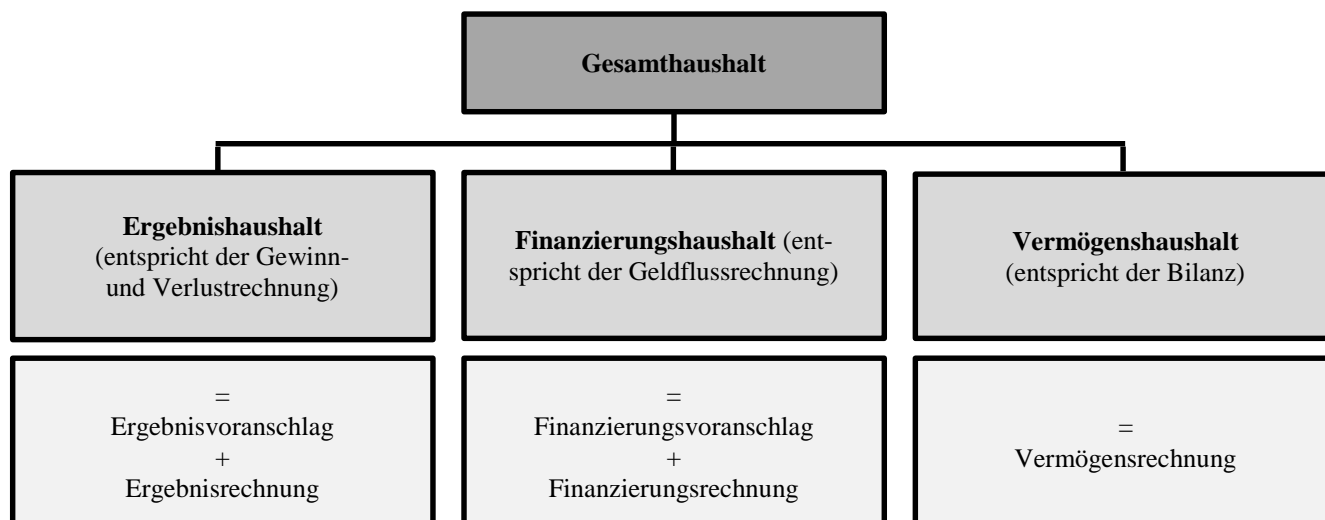 Gesamthaushalt
Ergebnishaushalt
(entspricht der Gewinn-
und Verlustrechnung)
Finanzierungshaushalt (ent-
spricht der Geldflussrechnung)
Vermögenshaushalt
(entspricht der Bilanz)
=
Ergebnisvoranschlag
+
Ergebnisrechnung
=
Finanzierungsvoranschlag
+
Finanzierungsrechnung
=
Vermögensrechnung